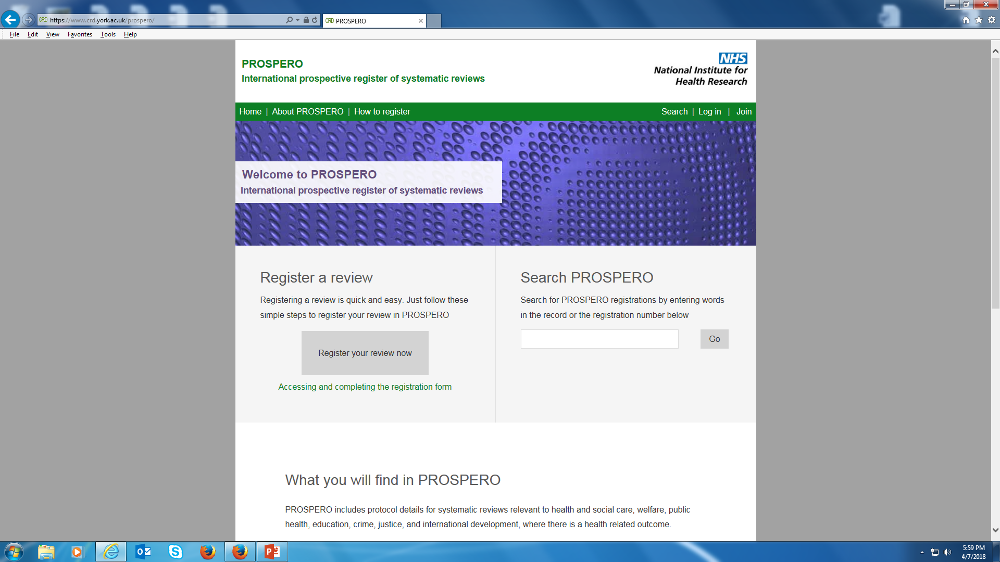 https://www.crd.york.ac.uk/prospero/
CRD PROSPERO
File Edit View Favorites Tools Help
PROSPERO
International prospective register of systematic reviews
NHS
National Institute for
Health Research
Home | About PROSPERO | How to register
Search | Log in | Join
Welcome to PROSPERO
International prospective register of systematic reviews
Register a review
Registering a review is quick and easy. Just follow these
simple steps to register your review in PROSPERO
Register your review now
Accessing and completing the registration form
Search PROSPERO
Search for PROSPERO registrations by entering words
in the record or the registration number below
Go
What you will find in PROSPERO
PROSPERO includes protocol details for systematic reviews relevant to health and social care, welfare, public
health, education, crime, justice, and international development, where there is a health related outcome.
5:59 PM
4/7/2018